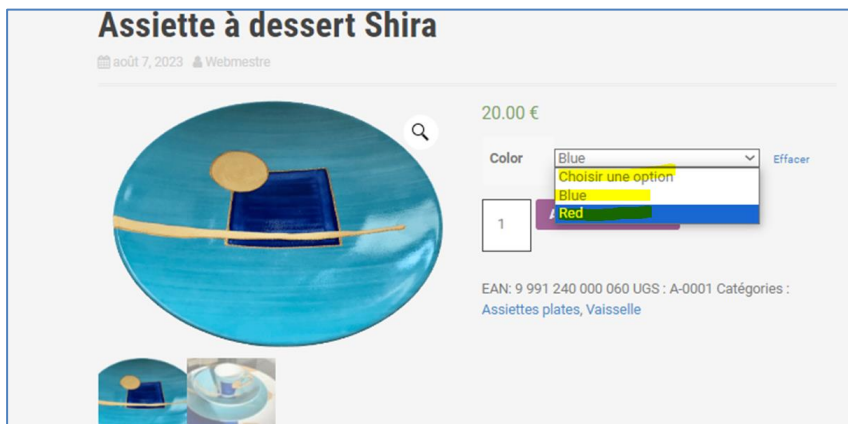 Assiette à dessert Shira
août 7, 2023 Webmestre
20.00 €
Color Blue Effacer
Choisir une option
Blue
Red
1
EAN: 9 991 240 000 060 UGS : A-0001 Catégories :
Assiettes plates, Vaisselle